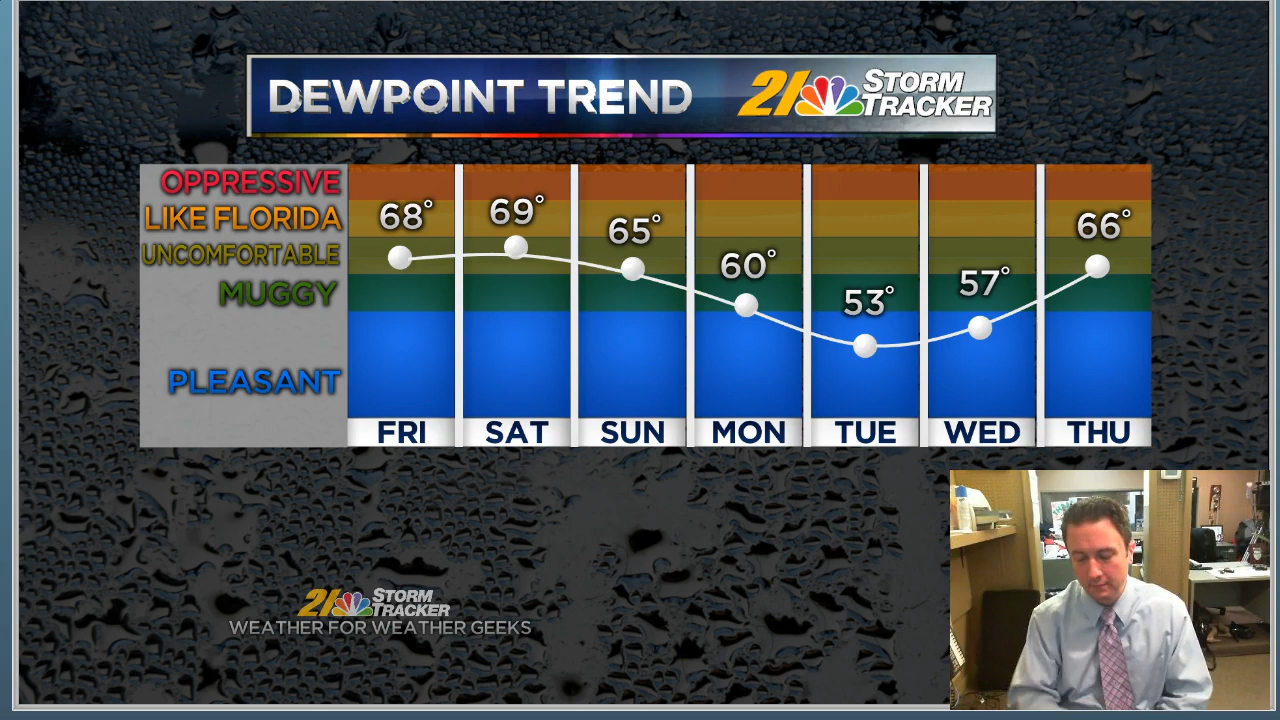 DEWPOINT TREND
21 STORM TRACKER
OPPRESSIVE
LIKE FLORIDA
UNCOMFORTABLE
MUGGY
PLEASANT
68° 69° 65° 60° 53° 57° 66°
FRI SAT SUN MON TUE WED THU
21 STORM TRACKER
WEATHER FOR WEATHER GEEKS